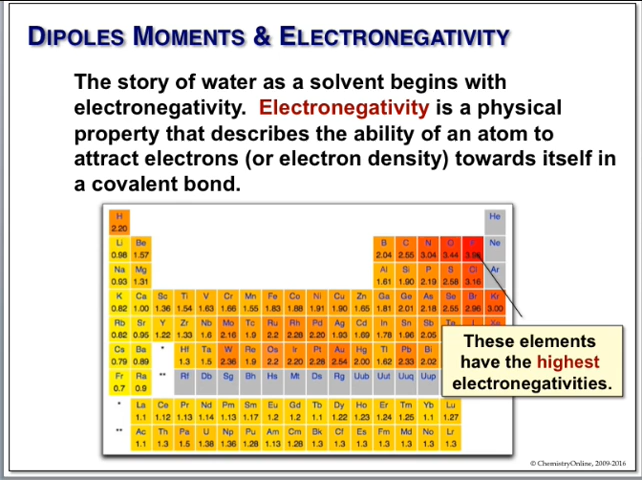 DIPOLES MOMENTS & ELECTRONEGATIVITY
The story of water as a solvent begins with
electronegativity. Electronegativity is a physical
property that describes the ability of an atom to
attract electrons (or electron density) towards itself in
a covalent bond.
H He
2.20
Li Be B C N O F Ne
0.98 1.57 2.04 2.55 3.04 3.44 3.98
Na Mg Al Si P S Cl Ar
0.93 1.31 1.61 1.90 2.19 2.58 3.16
K Ca Sc Ti V Cr Mn Fe Co Ni Cu Zn Ga Ge As Se Br Kr
0.82 1.00 1.36 1.54 1.63 1.66 1.55 1.83 1.88 1.91 1.90 1.65 1.81 2.01 2.18 2.55 2.96 3.00
Rb Sr Y Zr Nb Mo Tc Ru Rh Pd Ag Cd In Sn Sb Te I Xe
0.82 0.95 1.22 1.33 1.6 2.16 1.9 2.2 2.28 2.20 1.93 1.69 1.78 1.96 2.05
Cs Ba * Hf Ta W Re Os Ir Pt Au Hg Tl Pb Bi
0.79 0.89 1.3 1.5 2.36 1.9 2.2 2.20 2.28 2.54 2.00 1.62 2.33 2.02
Fr Ra ** Rf Db Sg Bh Hs Mt Ds Rg Uub Uut Uuq Uup
0.7 0.9
* La Ce Pr Nd Pm Sm Eu Gd Tb Dy Ho Er Tm Yb Lu
1.1 1.12 1.13 1.14 1.13 1.17 1.2 1.2 1.1 1.22 1.23 1.24 1.25 1.1 1.27
** Ac Th Pa U Np Pu Am Cm Bk Cf Es Fm Md No Lr
1.1 1.3 1.5 1.38 1.36 1.28 1.13 1.28 1.3 1.3 1.3 1.3 1.3 1.3 1.3
These elements
have the highest
electronegativities.
© ChemistryOnline, 2009-2016